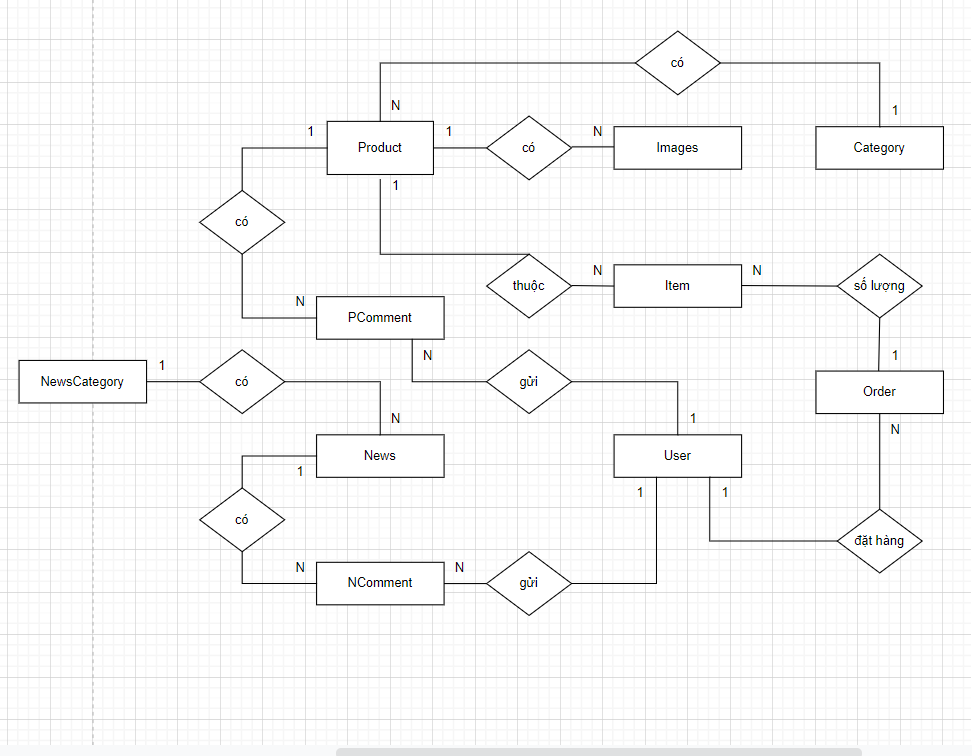 có
N
1
1
Product
1
có
N
Images
Category
1
có
thuộc
N
Item
N
số lượng
N
PComment
N
1
NewsCategory
1
có
gửi
Order
N
1
N
News
User
1
1
1
có
đặt hàng
N
NComment
N
gửi